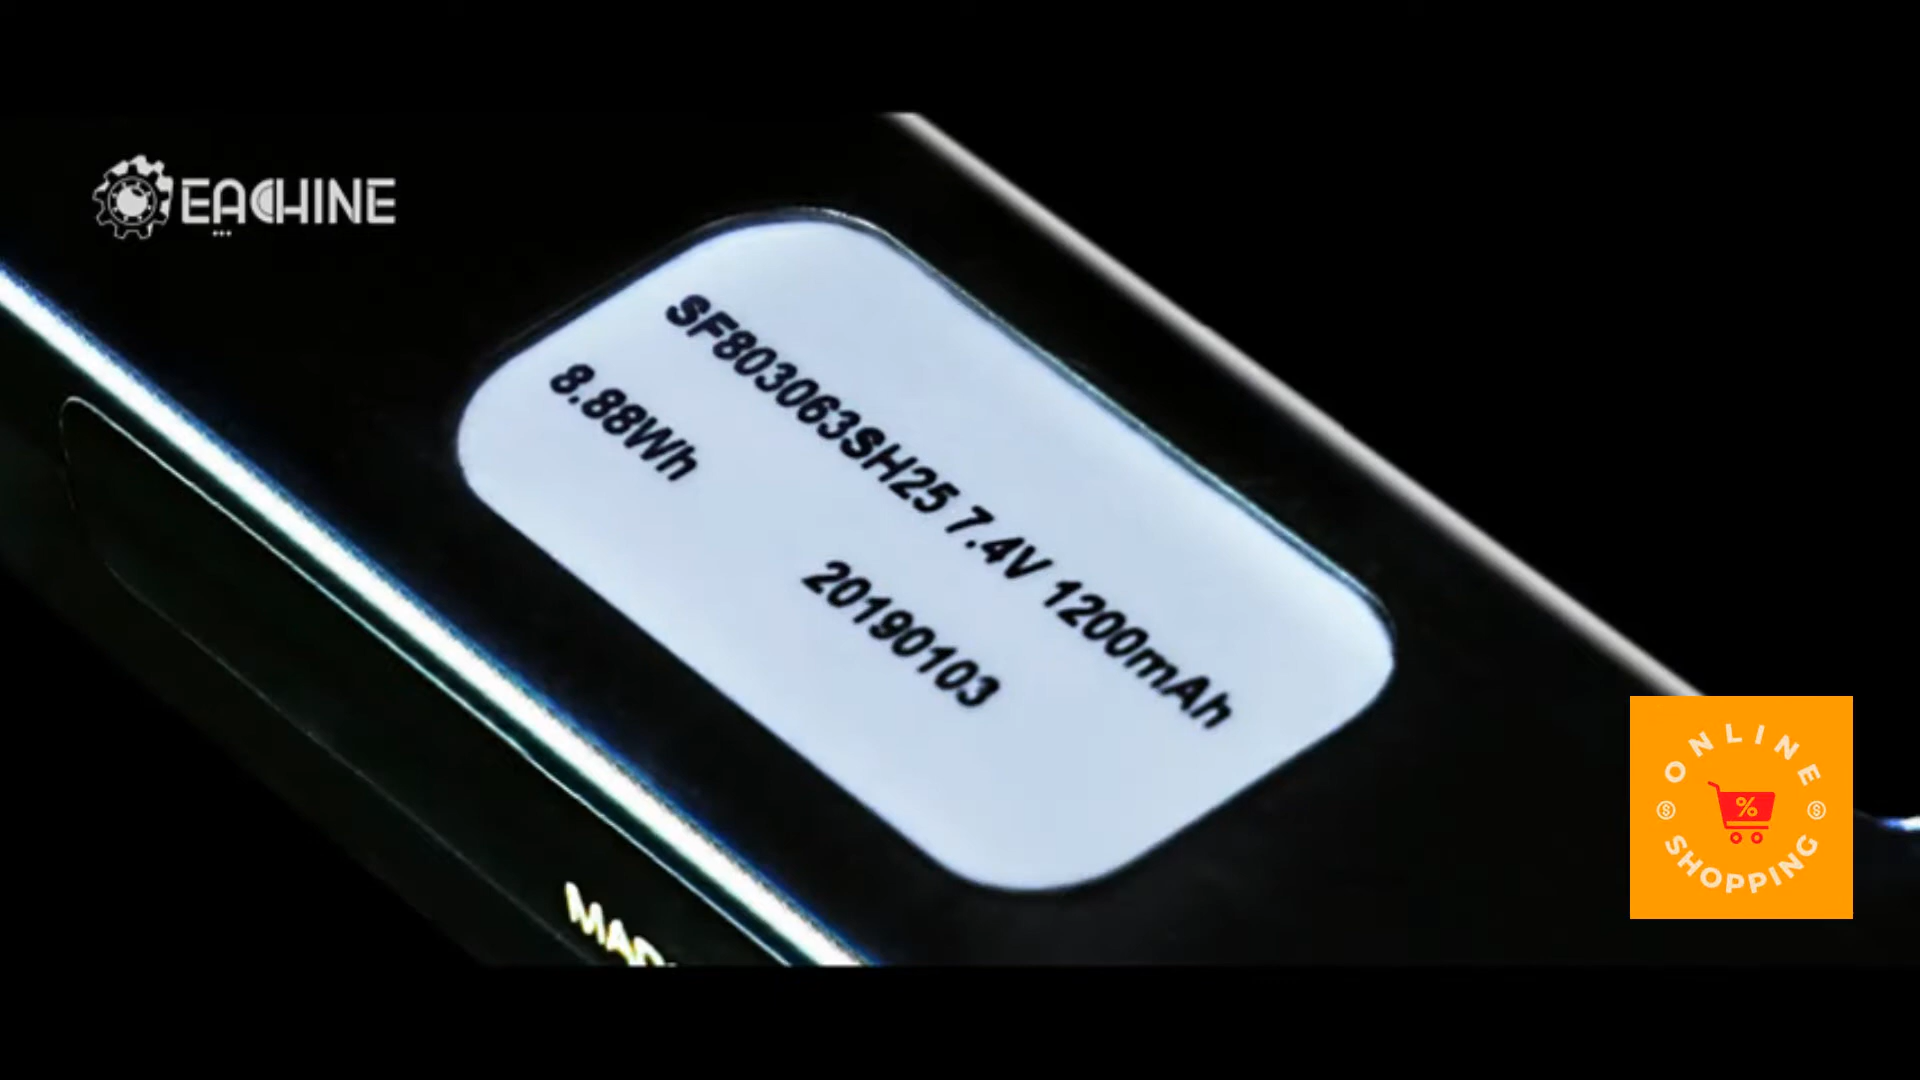 EACHINE
SF803063SH25 7.4V 1200mAh
8.88Wh
20190103
ONLINE
SHOPPING
%
$
$